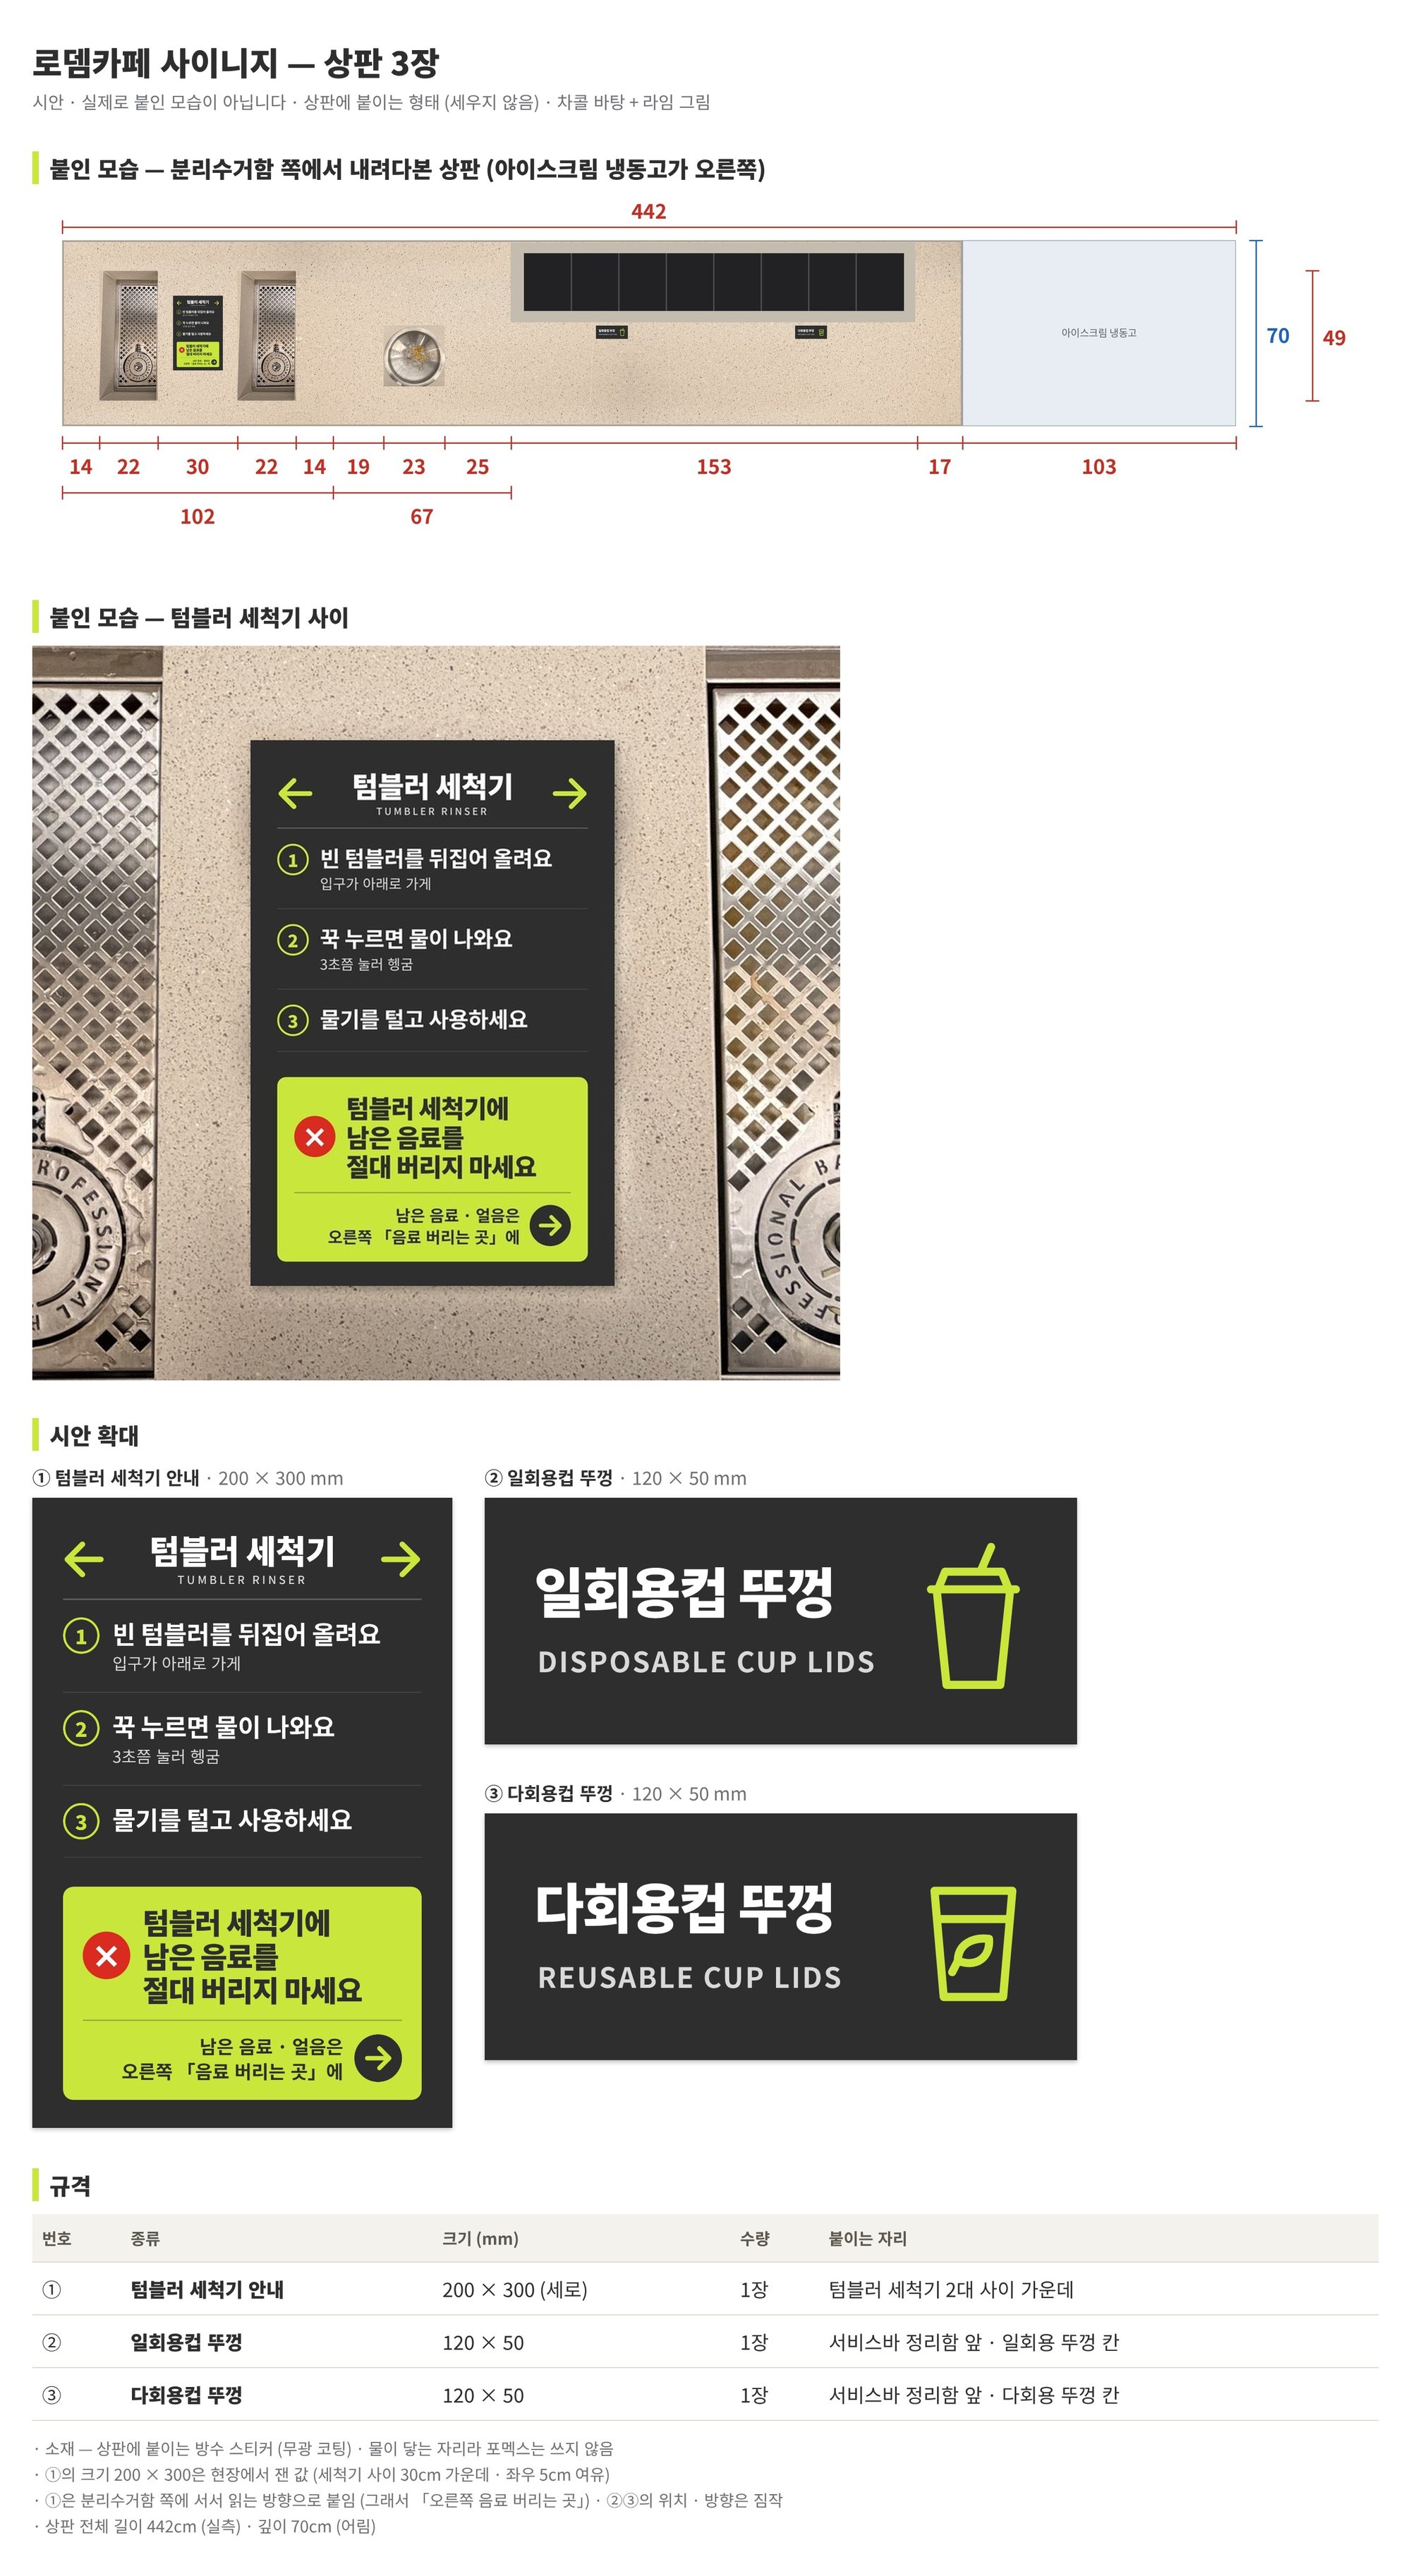 로뎀카페 사이니지 — 상판 3장
시안 · 실제로 붙인 모습이 아닙니다 · 상판에 붙이는 형태 (세우지 않음) · 차콜 바탕 + 라임 그림
붙인 모습 — 분리수거함 쪽에서 내려다본 상판 (아이스크림 냉동고가 오른쪽)
442
텀블러 세척기
아이스크림 냉동고
70
49
14 22 30 22 14 19 23 25 153 17 103
102 67
붙인 모습 — 텀블러 세척기 사이
텀블러 세척기
TUMBLER RINSER
1 빈 텀블러를 뒤집어 올려요
입구가 아래로 가게
2 꾹 누르면 물이 나와요
3초쯤 눌러 헹굼
3 물기를 털고 사용하세요
텀블러 세척기에
남은 음료를
절대 버리지 마세요
남은 음료 · 얼음은
오른쪽 「음료 버리는 곳」에
PROFESSIONAL
시안 확대
① 텀블러 세척기 안내 · 200 × 300 mm
텀블러 세척기
TUMBLER RINSER
1 빈 텀블러를 뒤집어 올려요
입구가 아래로 가게
2 꾹 누르면 물이 나와요
3초쯤 눌러 헹굼
3 물기를 털고 사용하세요
텀블러 세척기에
남은 음료를
절대 버리지 마세요
남은 음료 · 얼음은
오른쪽 「음료 버리는 곳」에
② 일회용컵 뚜껑 · 120 × 50 mm
일회용컵 뚜껑
DISPOSABLE CUP LIDS
③ 다회용컵 뚜껑 · 120 × 50 mm
다회용컵 뚜껑
REUSABLE CUP LIDS
규격
번호 종류 크기 (mm) 수량 붙이는 자리
① 텀블러 세척기 안내 200 × 300 (세로) 1장 텀블러 세척기 2대 사이 가운데
② 일회용컵 뚜껑 120 × 50 1장 서비스바 정리함 앞 · 일회용 뚜껑 칸
③ 다회용컵 뚜껑 120 × 50 1장 서비스바 정리함 앞 · 다회용 뚜껑 칸
· 소재 — 상판에 붙이는 방수 스티커 (무광 코팅) · 물이 닿는 자리라 포멕스는 쓰지 않음
· ①의 크기 200 × 300은 현장에서 잰 값 (세척기 사이 30cm 가운데 · 좌우 5cm 여유)
· ①은 분리수거함 쪽에 서서 읽는 방향으로 붙임 (그래서 「오른쪽 음료 버리는 곳」) · ②③의 위치 · 방향은 짐작
· 상판 전체 길이 442cm (실측) · 깊이 70cm (어림)